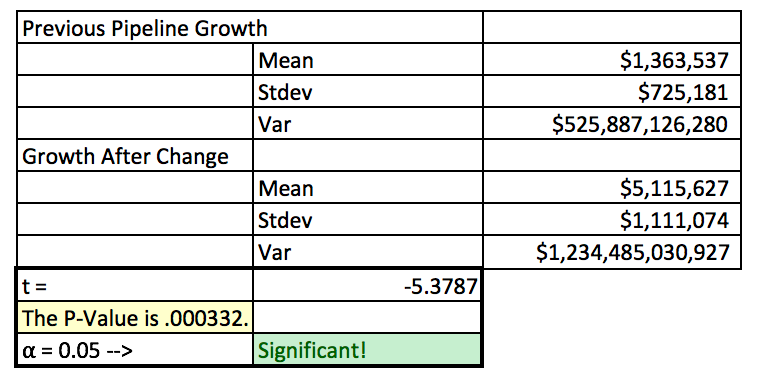 Previous Pipeline Growth
Mean $1,363,537
Stdev $725,181
Var $525,887,126,280
Growth After Change
Mean $5,115,627
Stdev $1,111,074
Var $1,234,485,030,927
t = -5.3787
The P-Value is .000332.
α = 0.05 --> Significant!